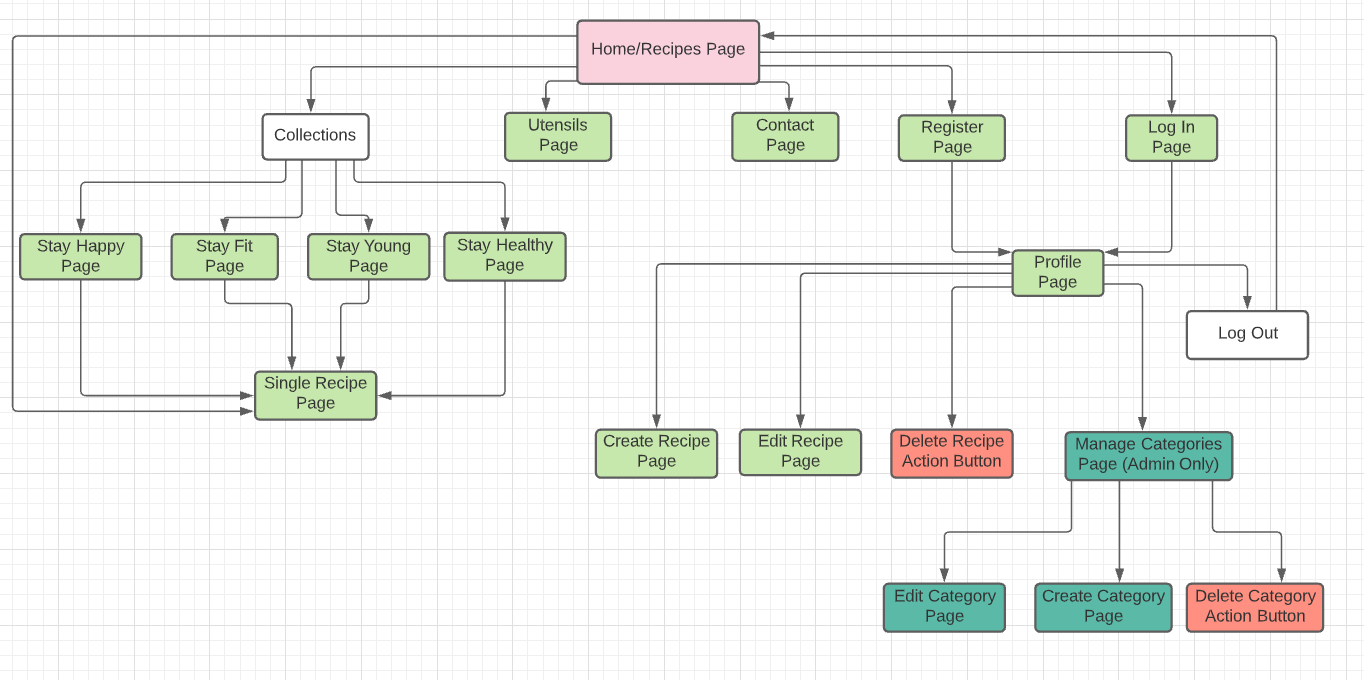 Home/Recipes Page
Collections
Utensils
Page
Contact
Page
Register
Page
Log In
Page
Stay Happy
Page
Stay Fit
Page
Stay Young
Page
Stay Healthy
Page
Profile
Page
Log Out
Single Recipe
Page
Create Recipe
Page
Edit Recipe
Page
Delete Recipe
Action Button
Manage Categories
Page (Admin Only)
Edit Category
Page
Create Category
Page
Delete Category
Action Button